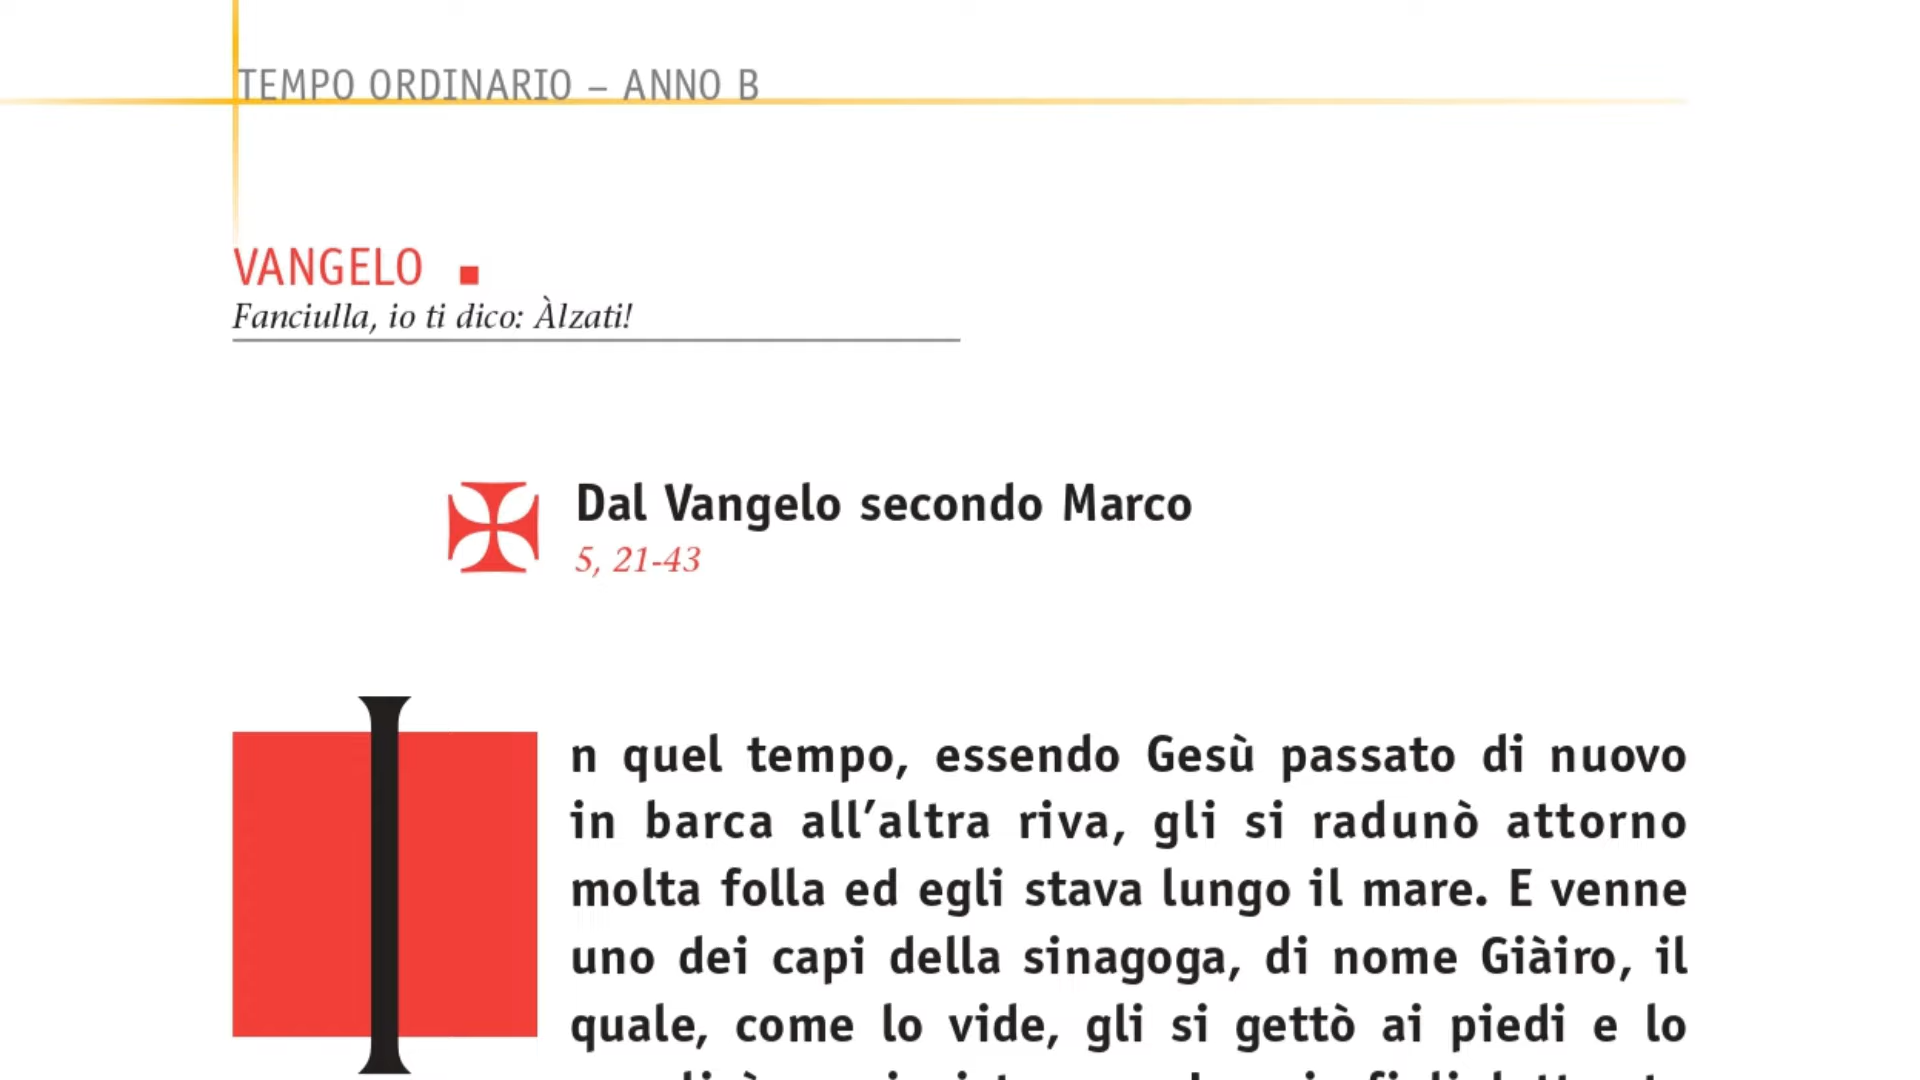 TEMPO ORDINARIO – ANNO B
VANGELO
Fanciulla, io ti dico: Àlzati!
Dal Vangelo secondo Marco
5, 21-43
In quel tempo, essendo Gesù passato di nuovo
in barca all’altra riva, gli si radunò attorno
molta folla ed egli stava lungo il mare. E venne
uno dei capi della sinagoga, di nome Giàiro, il
quale, come lo vide, gli si gettò ai piedi e lo